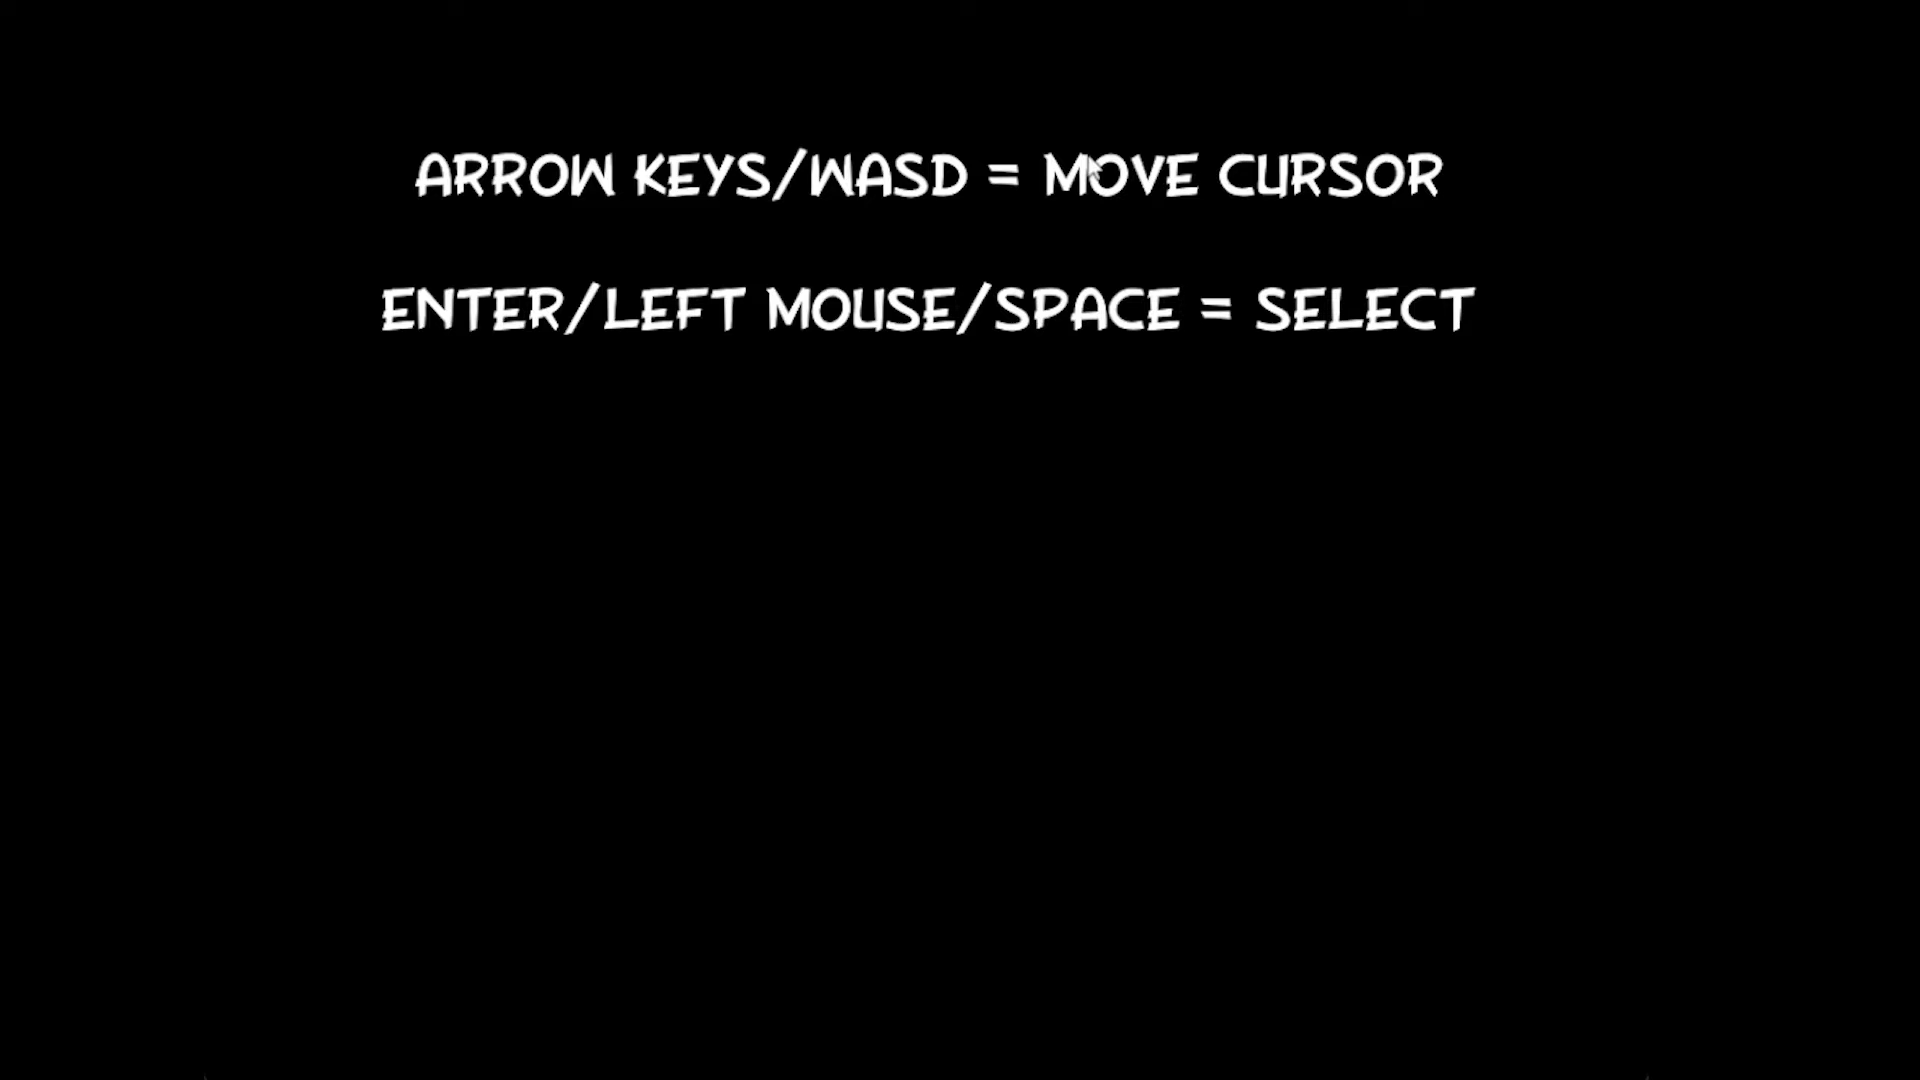 ARROW KEYS/WASD = MOVE CURSOR
ENTER/LEFT MOUSE/SPACE = SELECT